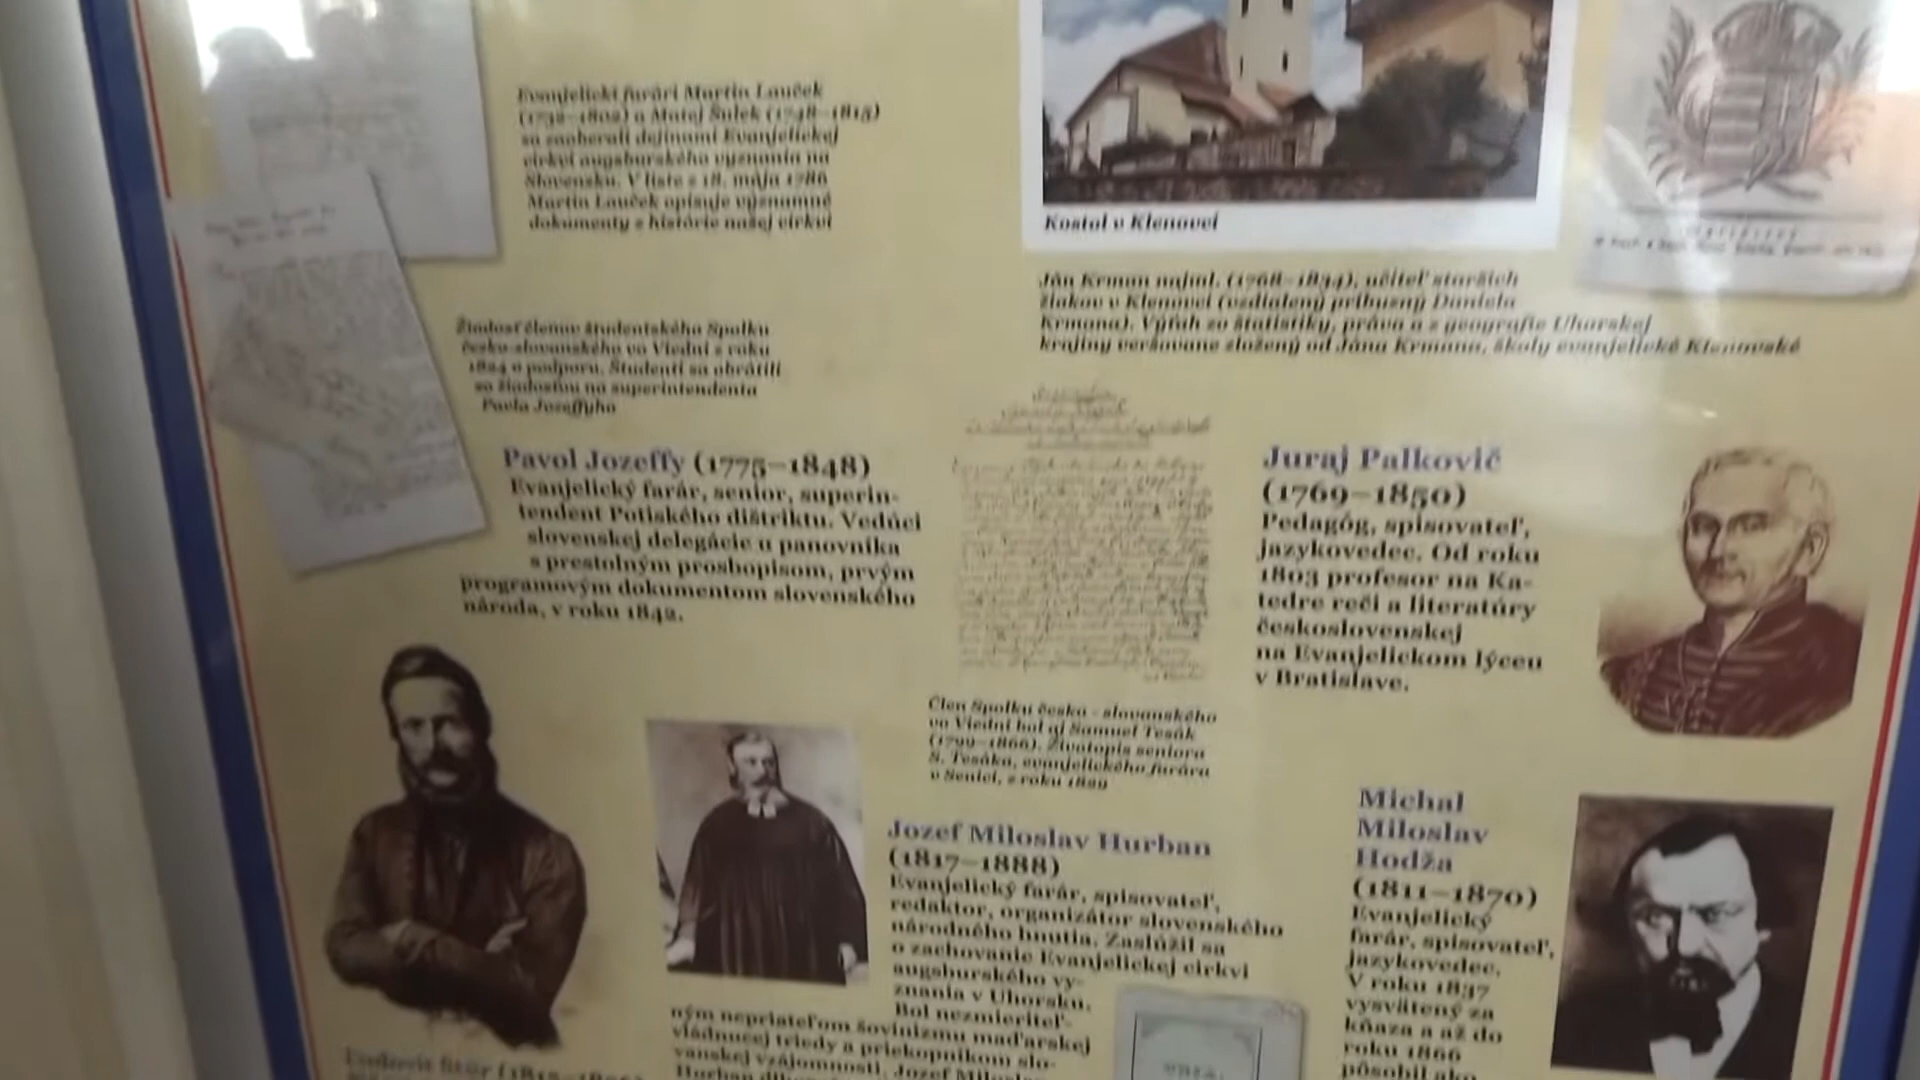 Evanjelickí farári Martin Lauček
(1732–1802) a Matej Šulek (1748–1815)
sa zaoberali dejinami Evanjelickej
cirkvi augsburského vyznania na
Slovensku. V liste z 18. mája 1786
Martin Lauček opisuje významné
dokumenty z histórie našej cirkvi
Kostol v Klenovci
Ján Krman najml. (1768–1834), učiteľ starších
žiakov v Klenovci (vzdialený príbuzný Daniela
Krmana). Výťah zo štatistiky, práva a z geografie Uhorskej
krajiny veršovane zložený od Jána Krmana, školy evanjelické Klenovské
Žiadosť členov študentského Spolku
česko-slovanského vo Viedni z roku
1824 o podporu. Študenti sa obrátili
so žiadosťou na superintendenta
Pavla Jozeffyho
Pavol Jozeffy (1775–1848)
Evanjelický farár, senior, superin-
tendent Potiského dištriktu. Vedúci
slovenskej delegácie u panovníka
s prestolným prosbopisom, prvým
programovým dokumentom slovenského
národa, v roku 1842.
Juraj Palkovič
(1769–1850)
Pedagóg, spisovateľ,
jazykovedec. Od roku
1803 profesor na Ka-
tedre reči a literatúry
československej
na Evanjelickom lýceu
v Bratislave.
Člen Spolku česko-slovanského
vo Viedni bol aj Samuel Tesák
(1799–1866). Životopis seniora
S. Tesáka, evanjelického farára
v Senici, z roku 1829
Jozef Miloslav Hurban
(1817–1888)
Evanjelický farár, spisovateľ,
redaktor, organizátor slovenského
národného hnutia. Zaslúžil sa
o zachovanie Evanjelickej cirkvi
augsburského vy-
znania v Uhorsku.
Bol nezmieriteľ-
ným nepriateľom šovinizmu maďarskej
vládnucej triedy a priekopníkom slo-
vanskej vzájomnosti. Jozef Miloslav
Hurban
Michal
Miloslav
Hodža
(1811–1870)
Evanjelický
farár, spisovateľ,
jazykovedec.
V roku 1837
vysvätený za
kňaza a až do
roku 1866
pôsobil ako
Ľudovít Štúr